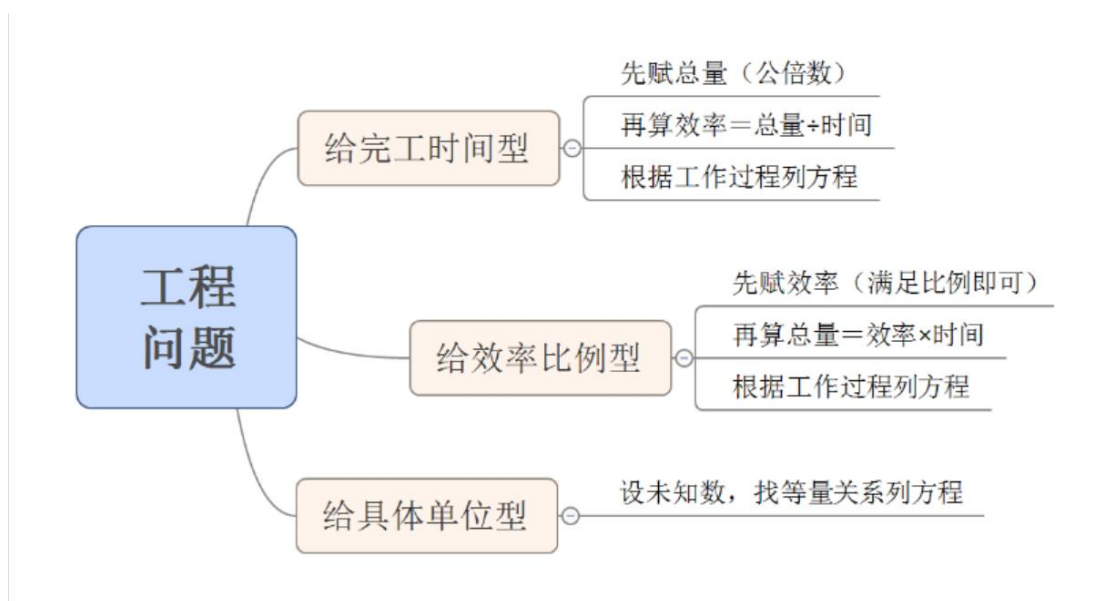 工程
问题
给完工时间型
先赋总量（公倍数）
再算效率＝总量÷时间
根据工作过程列方程
给效率比例型
先赋效率（满足比例即可）
再算总量＝效率×时间
根据工作过程列方程
给具体单位型
设未知数，找等量关系列方程